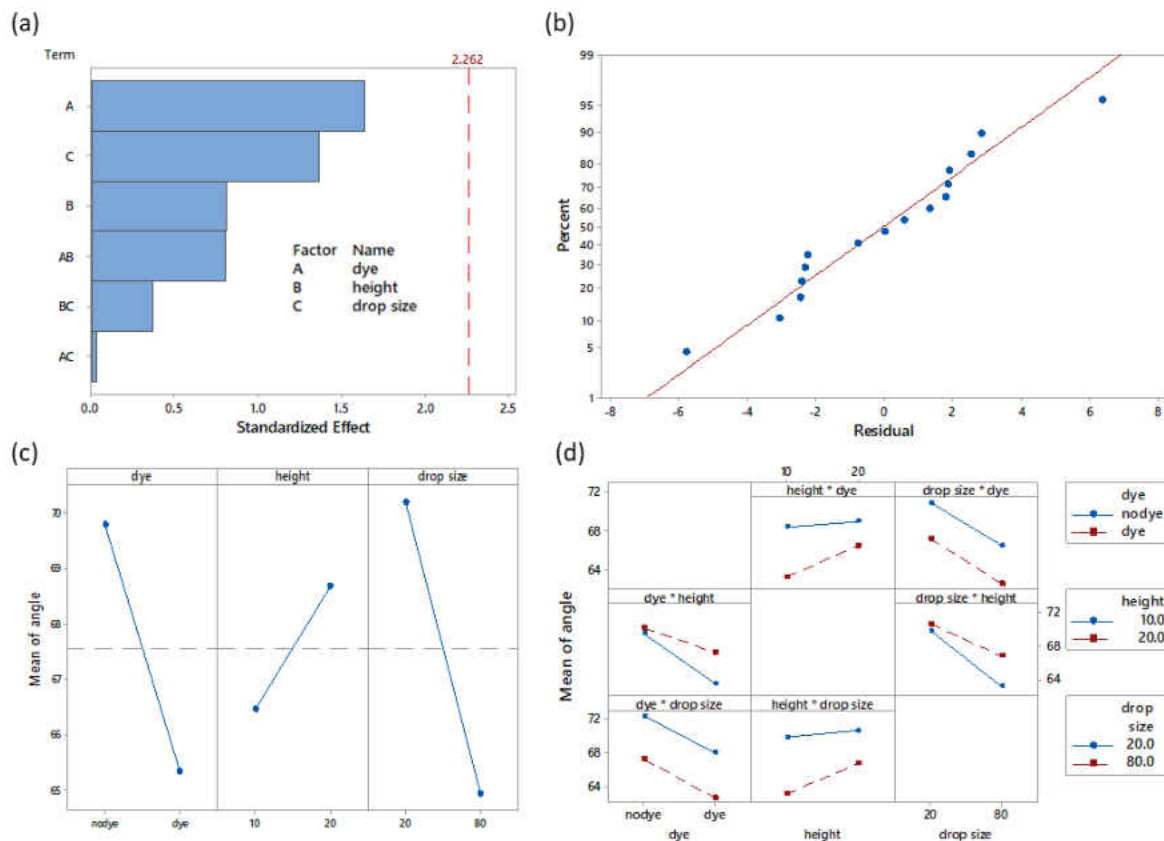 (a)
Term
2.262
A
C
B
AB
BC
AC
Factor Name
A dye
B height
C drop size
0.0 0.5 1.0 1.5 2.0 2.5
Standardized Effect
(b)
99
95
90
80
70
60
50
40
30
20
10
5
1
Percent
-8 -6 -4 -2 0 2 4 6 8
Residual
(c)
dye height drop size
70
69
68
67
66
65
Mean of angle
nodye dye 10 20 20 80
(d)
10 20
height * dye drop size * dye
72
68
64
dye * height drop size * height
72
68
64
dye * drop size height * drop size
72
68
64
Mean of angle
nodye dye 10 20 20 80
dye height drop size
dye
nodye
dye
height
10.0
20.0
drop
size
20.0
80.0